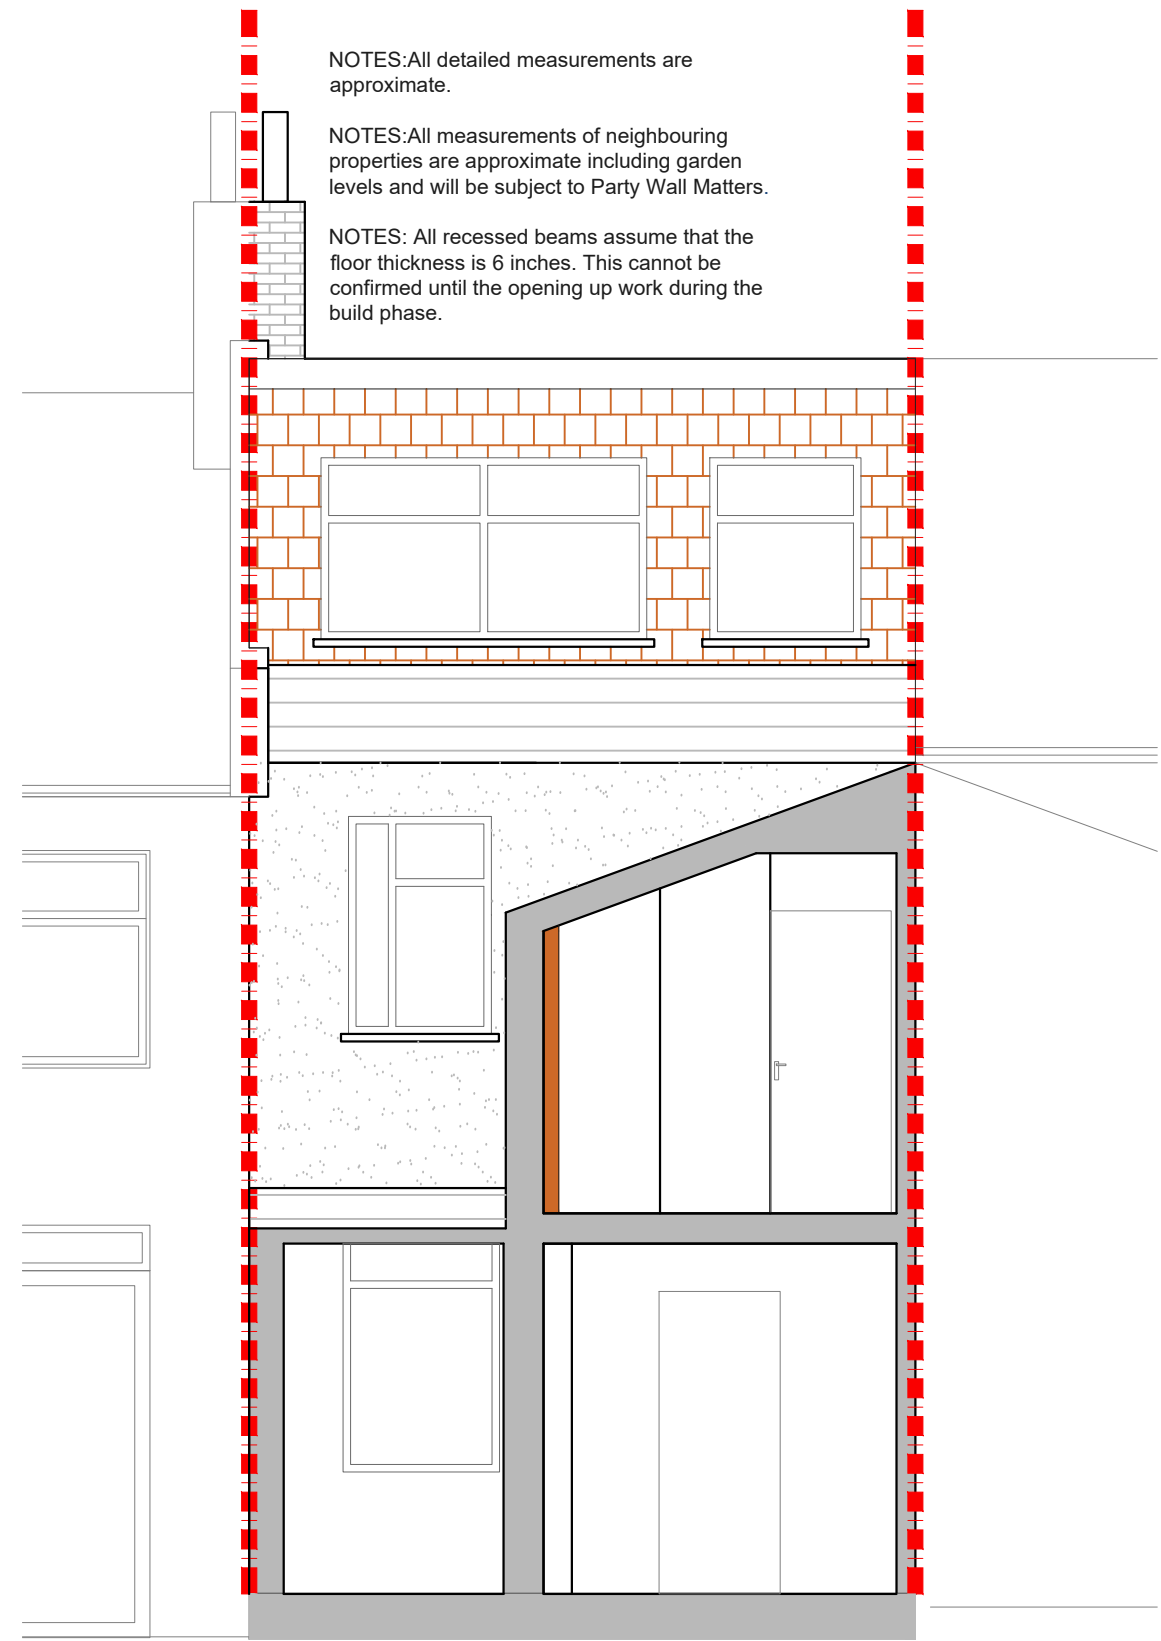 NOTES:All detailed measurements are
approximate.
NOTES:All measurements of neighbouring
properties are approximate including garden
levels and will be subject to Party Wall Matters.
NOTES: All recessed beams assume that the
floor thickness is 6 inches. This cannot be
confirmed until the opening up work during the
build phase.